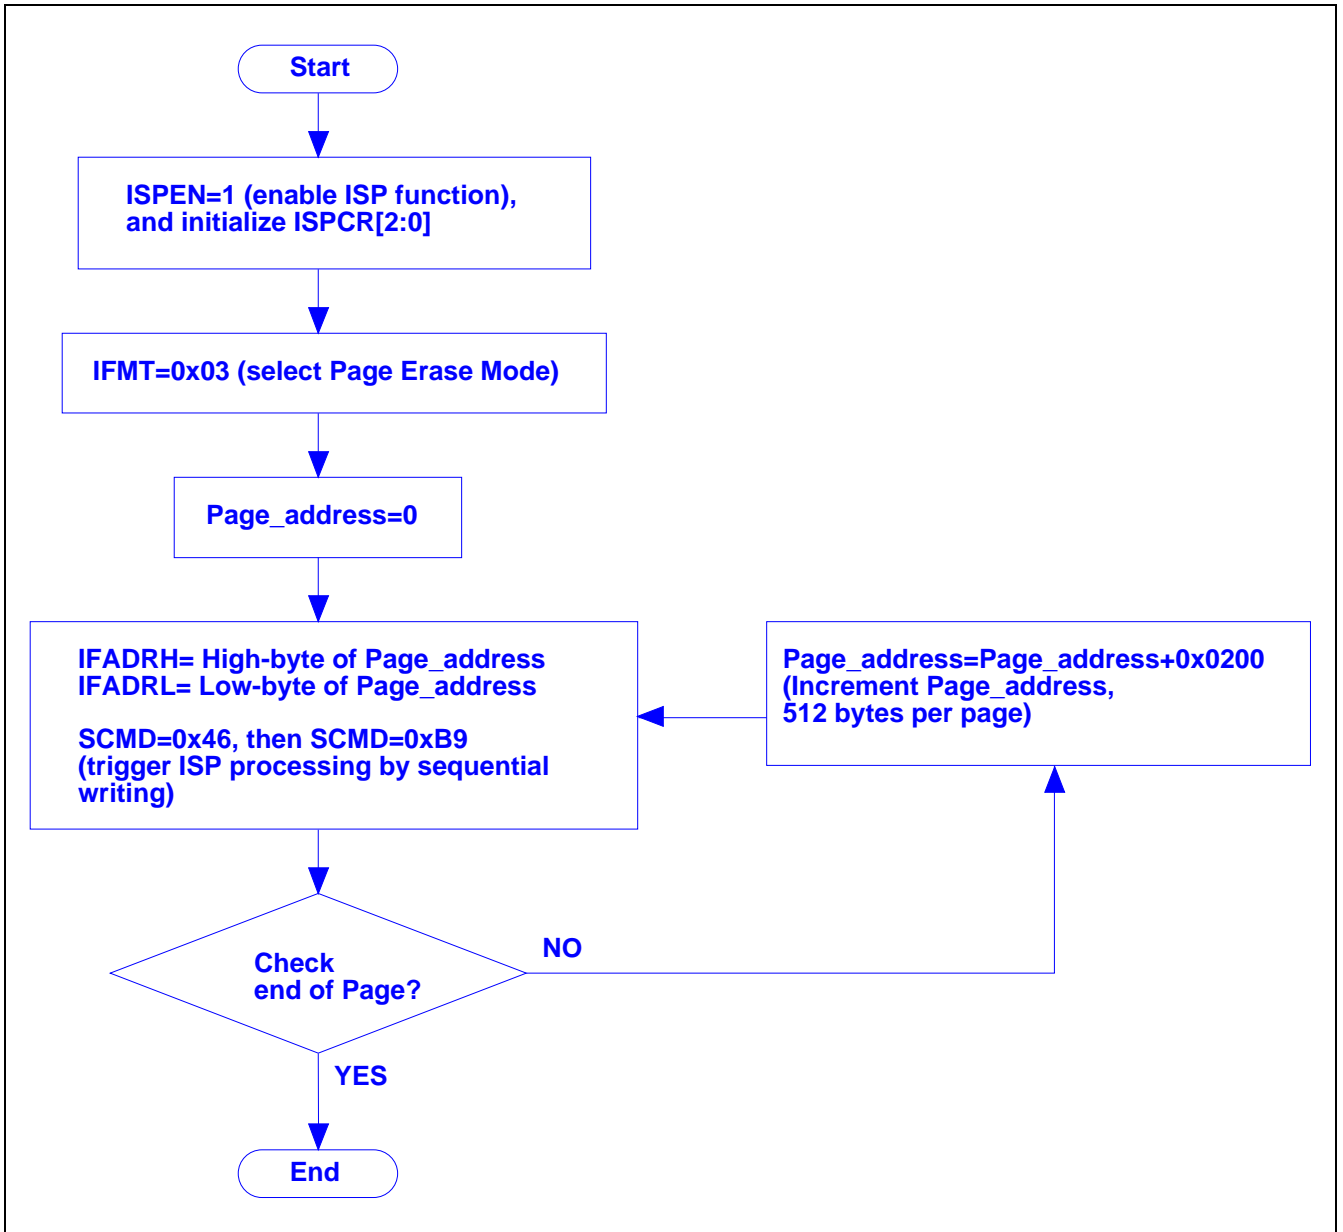 Start
ISPEN=1 (enable ISP function),
and initialize ISPCR[2:0]
IFMT=0x03 (select Page Erase Mode)
Page_address=0
IFADRH= High-byte of Page_address
IFADRL= Low-byte of Page_address
SCMD=0x46, then SCMD=0xB9
(trigger ISP processing by sequential
writing)
Page_address=Page_address+0x0200
(Increment Page_address,
512 bytes per page)
Check
end of Page?
NO
YES
End